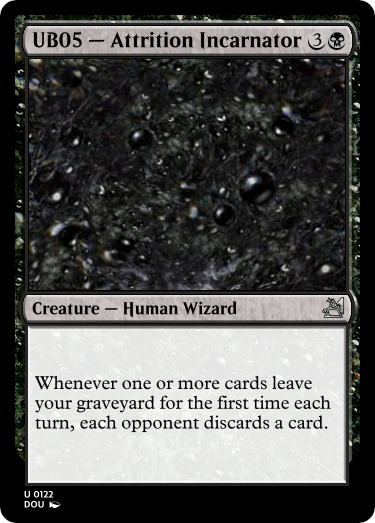 UB05 — Attrition Incarnator 3
Creature — Human Wizard
Whenever one or more cards leave
your graveyard for the first time each
turn, each opponent discards a card.
U 0122
DOU